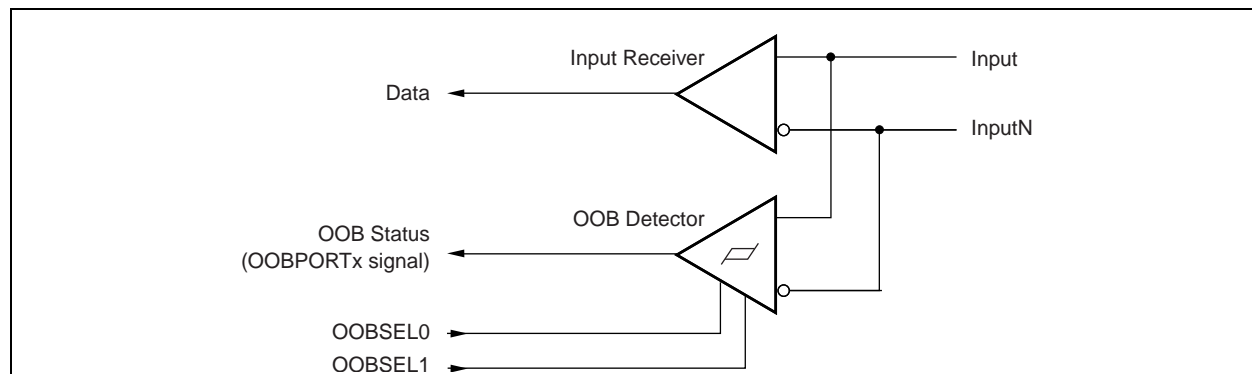 Input Receiver
Input
Data
InputN
OOB Detector
OOB Status
(OOBPORTx signal)
OOBSEL0
OOBSEL1